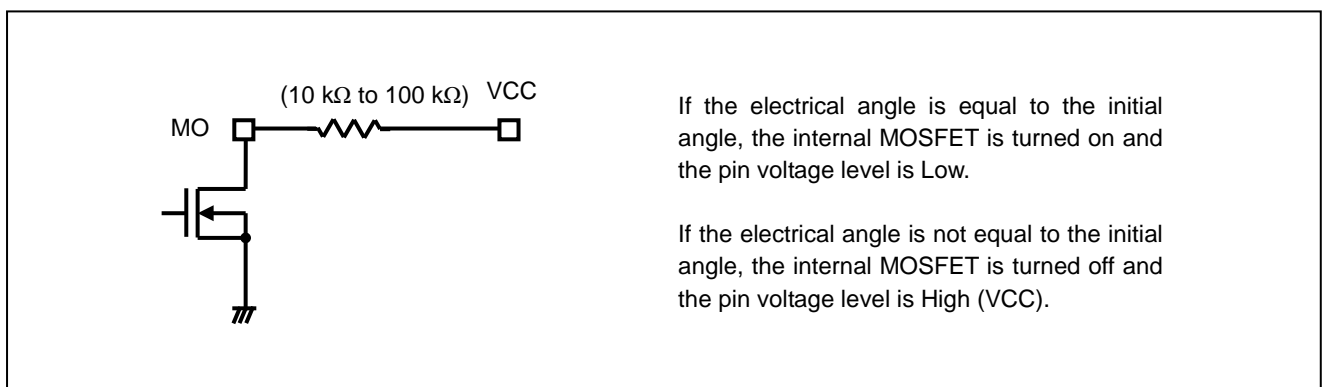 (10 kΩ to 100 kΩ) VCC
MO
If the electrical angle is equal to the initial
angle, the internal MOSFET is turned on and
the pin voltage level is Low.
If the electrical angle is not equal to the initial
angle, the internal MOSFET is turned off and
the pin voltage level is High (VCC).